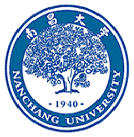 南昌大学
NANCHANG UNIVERSITY
·1940·